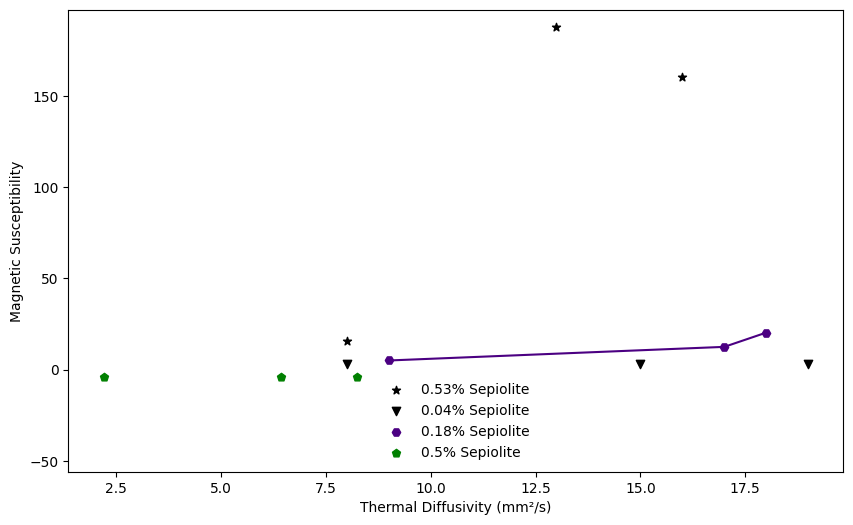 150
100
50
0
−50
Magnetic Susceptibility
0.53% Sepiolite
0.04% Sepiolite
0.18% Sepiolite
0.5% Sepiolite
2.5 5.0 7.5 10.0 12.5 15.0 17.5
Thermal Diffusivity (mm²/s)